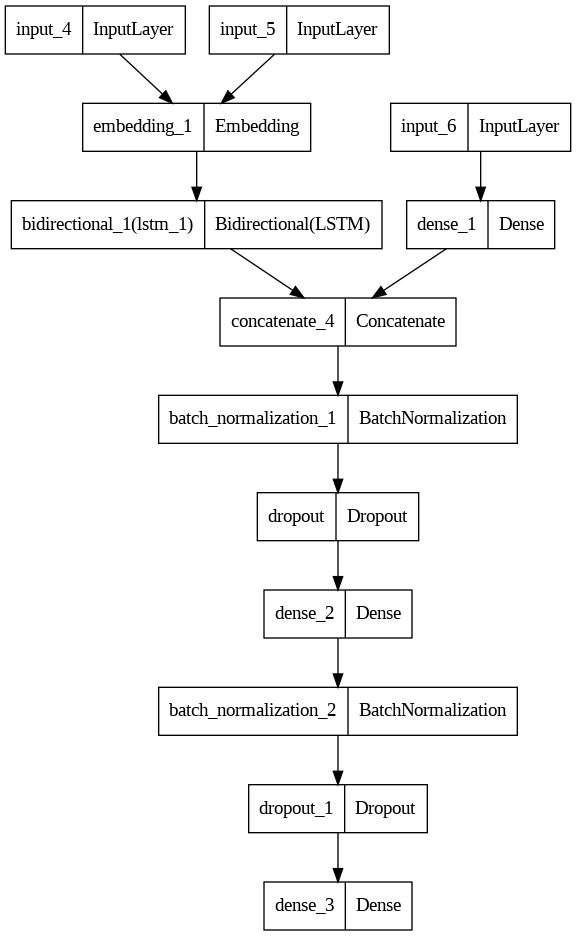 input_4 InputLayer
input_5 InputLayer
embedding_1 Embedding
input_6 InputLayer
bidirectional_1(lstm_1) Bidirectional(LSTM)
dense_1 Dense
concatenate_4 Concatenate
batch_normalization_1 BatchNormalization
dropout Dropout
dense_2 Dense
batch_normalization_2 BatchNormalization
dropout_1 Dropout
dense_3 Dense